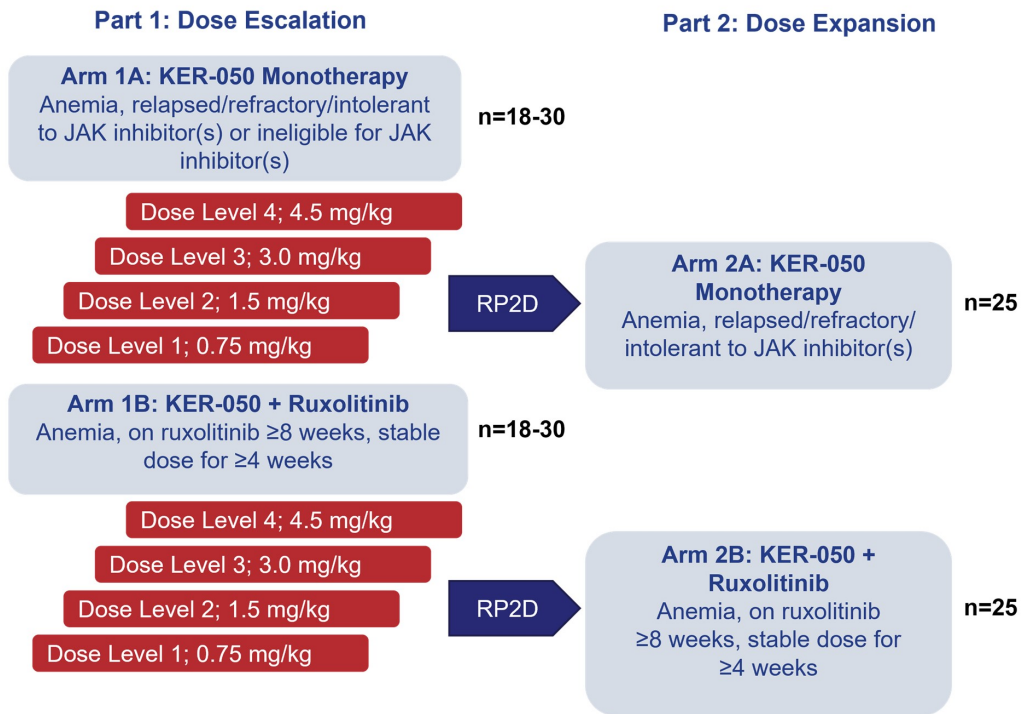 Part 1: Dose Escalation
Part 2: Dose Expansion
Arm 1A: KER-050 Monotherapy
Anemia, relapsed/refractory/intolerant
to JAK inhibitor(s) or ineligible for JAK
inhibitor(s)
n=18-30
Dose Level 4; 4.5 mg/kg
Dose Level 3; 3.0 mg/kg
Dose Level 2; 1.5 mg/kg
Dose Level 1; 0.75 mg/kg
RP2D
Arm 2A: KER-050
Monotherapy
Anemia, relapsed/refractory/
intolerant to JAK inhibitor(s)
n=25
Arm 1B: KER-050 + Ruxolitinib
Anemia, on ruxolitinib ≥8 weeks, stable
dose for ≥4 weeks
n=18-30
Dose Level 4; 4.5 mg/kg
Dose Level 3; 3.0 mg/kg
Dose Level 2; 1.5 mg/kg
Dose Level 1; 0.75 mg/kg
RP2D
Arm 2B: KER-050 +
Ruxolitinib
Anemia, on ruxolitinib
≥8 weeks, stable dose for
≥4 weeks
n=25